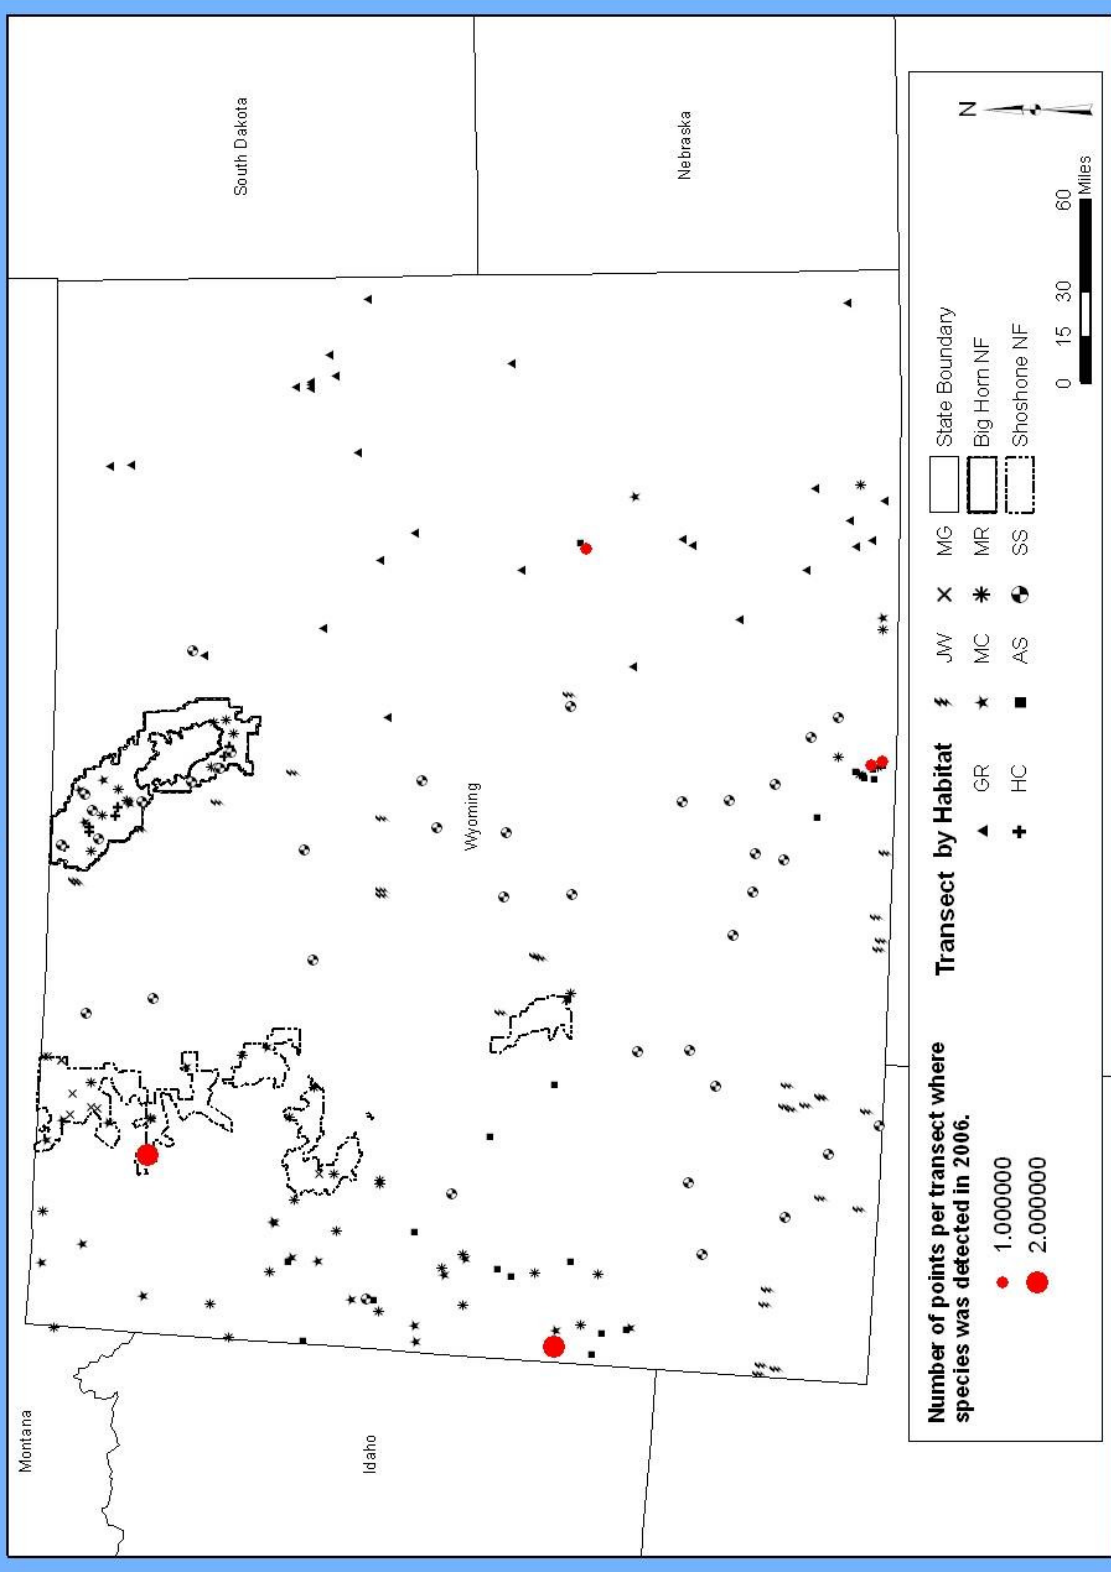 Montana
South Dakota
Idaho
Wyoming
Nebraska
Number of points per transect where
species was detected in 2006.
1.000000
2.000000
Transect by Habitat
GR
HC
JW
MC
AS
MG
MR
SS
State Boundary
Big Horn NF
Shoshone NF
N
0 15 30 60
Miles